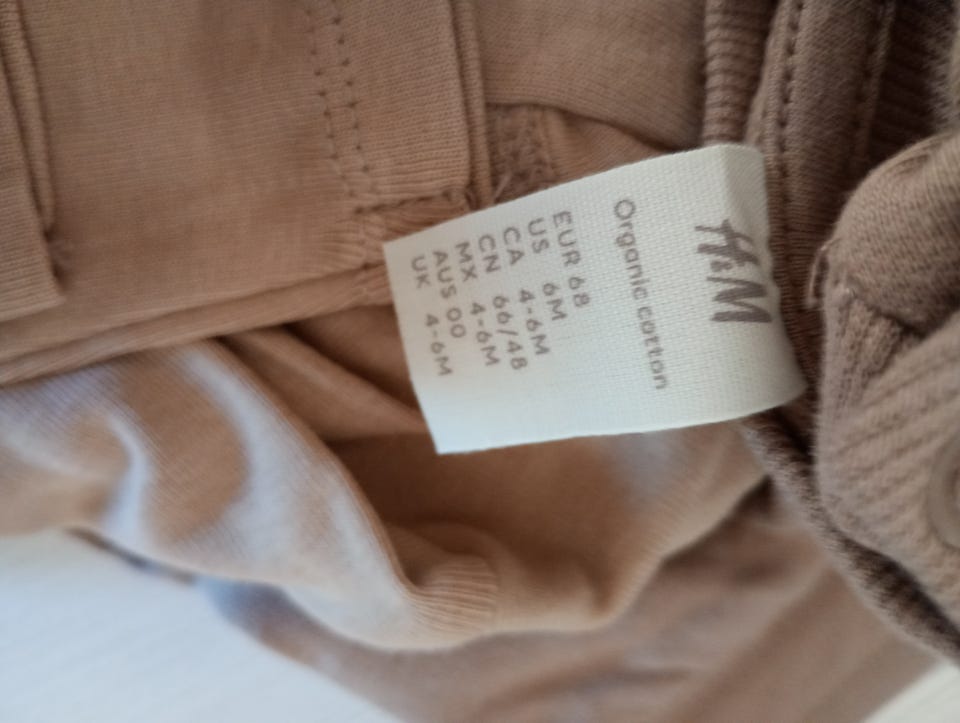 H&M
Organic cotton
EUR 68
US 6M
CA 4-6M
CN 66/48
MX 4-6M
AUS 00
UK 4-6M